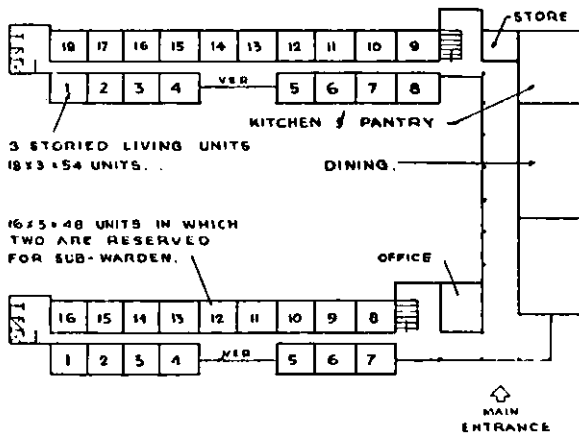 STORE
18 17 16 15 14 13 12 11 10 9
1 2 3 4 VER 5 6 7 8
KITCHEN & PANTRY
3 STORIED LIVING UNITS
18X3=54 UNITS..
DINING.
16X5=48 UNITS IN WHICH
TWO ARE RESERVED
FOR SUB-WARDEN.
OFFICE
16 15 14 13 12 11 10 9 8
1 2 3 4 VER 5 6 7
MAIN
ENTRANCE